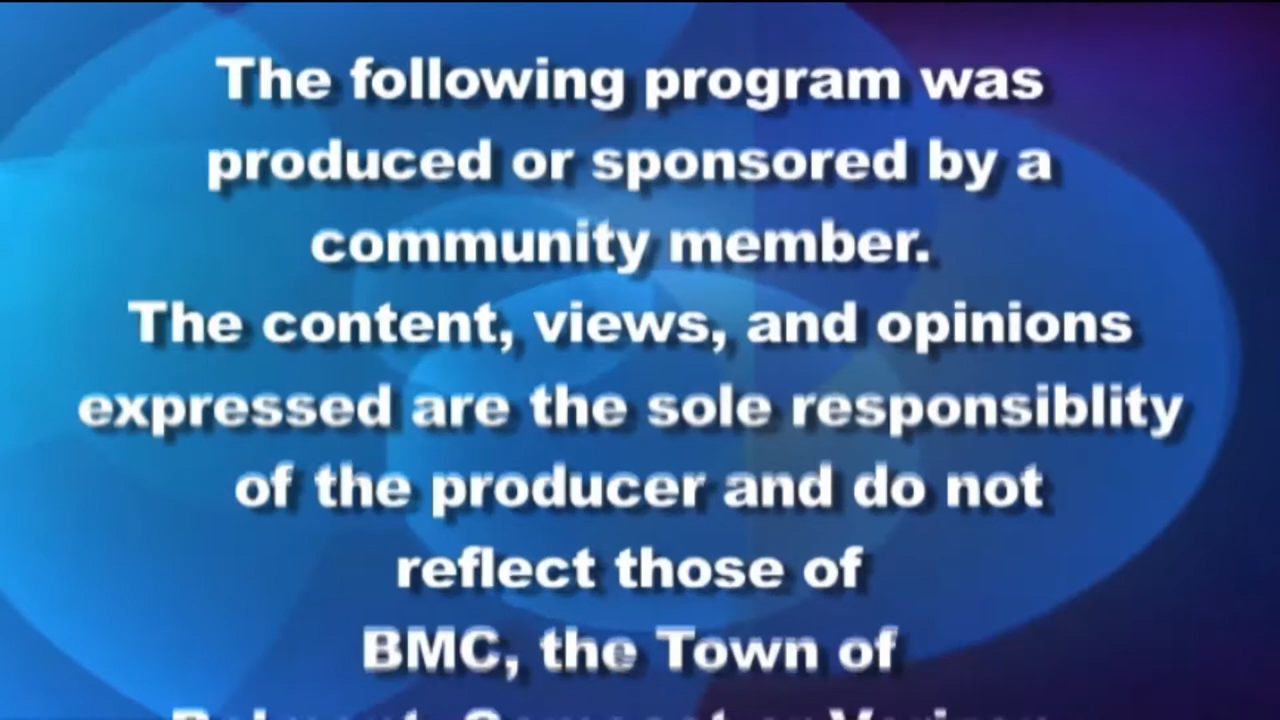 The following program was
produced or sponsored by a
community member.
The content, views, and opinions
expressed are the sole responsiblity
of the producer and do not
reflect those of
BMC, the Town of